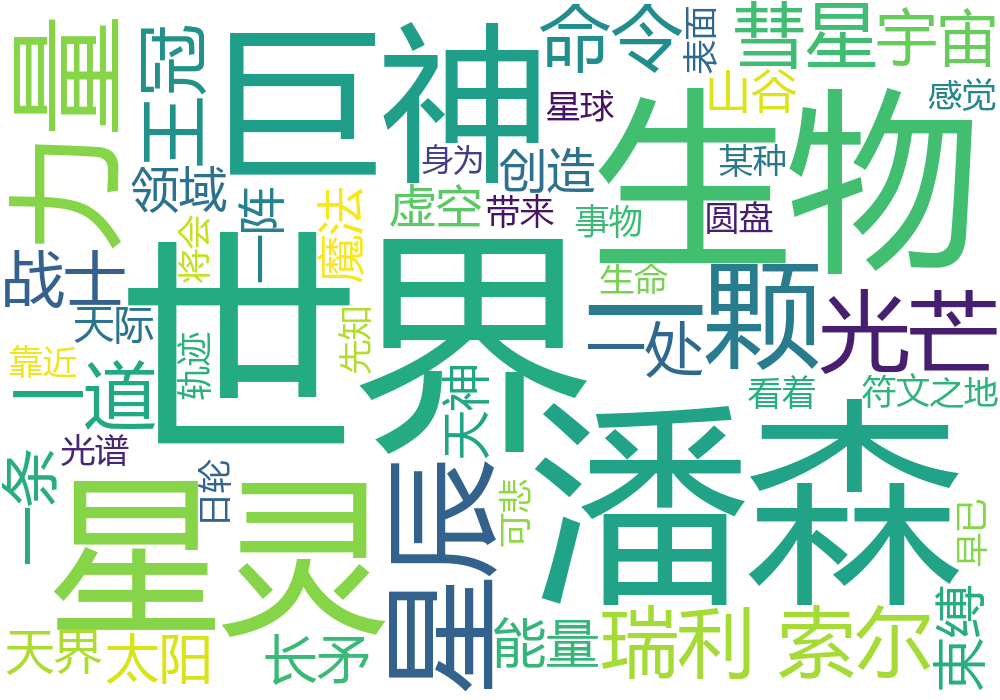 力量
王冠
巨神
命令
表面
彗星
宇宙
星球
山谷
感觉
生物
领域
一阵
魔法
身为
创造
某种
虚空
带来
事物
圆盘
将会
战士
世界
生命
一颗
一处
光芒
天际
靠近
轨迹
先知
一道
天神
看着
符文之地
光谱
潘森
一条
星灵
日轮
星辰
可悲
早已
天界
太阳
长矛
能量
瑞利
索尔
束缚